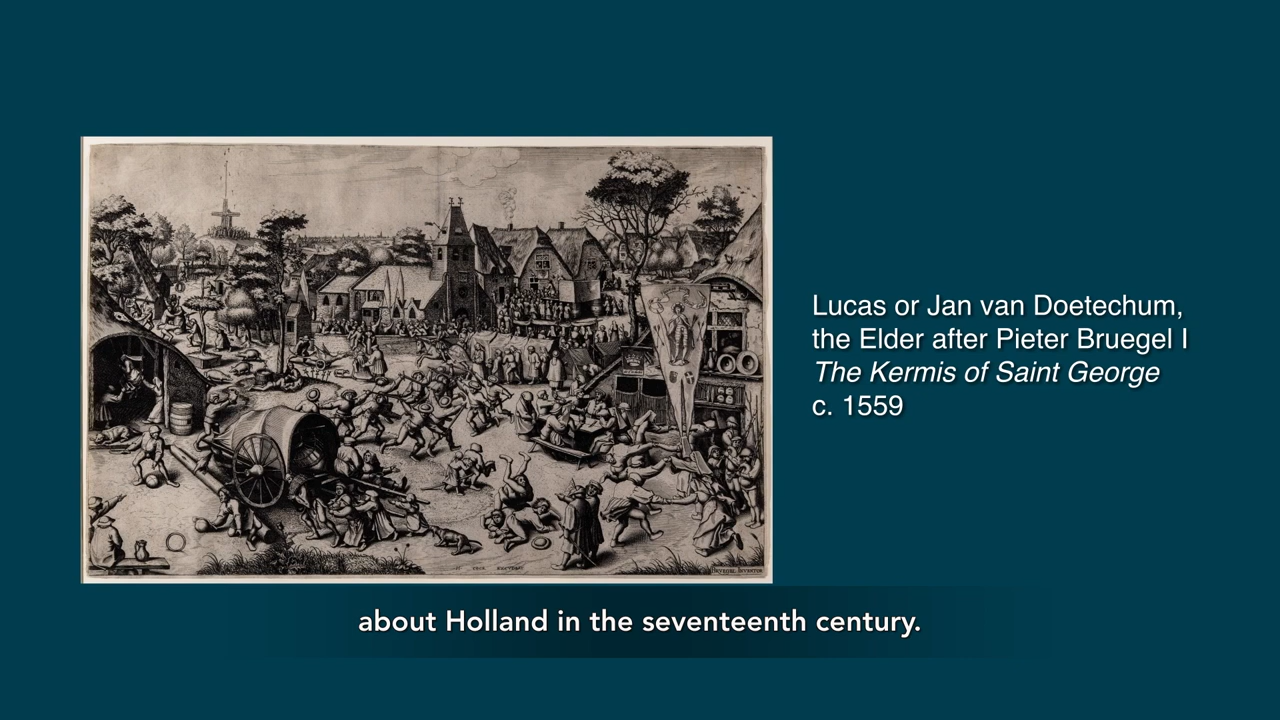 Lucas or Jan van Doetechum,
the Elder after Pieter Bruegel I
The Kermis of Saint George
c. 1559
about Holland in the seventeenth century.